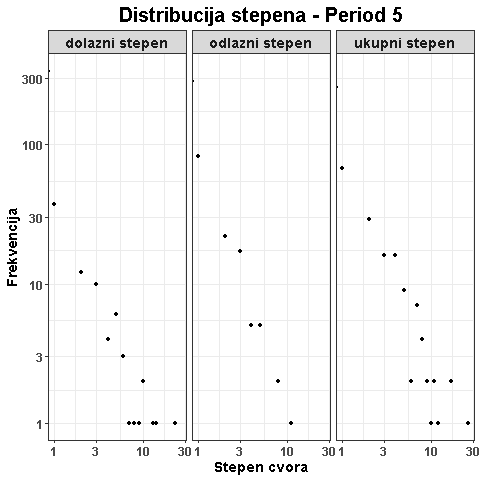 Distribucija stepena - Period 5
dolazni stepen odlazni stepen ukupni stepen
Frekvencija
300
100
30
10
3
1
1 3 10 30 1 3 10 30 1 3 10 30
Stepen cvora